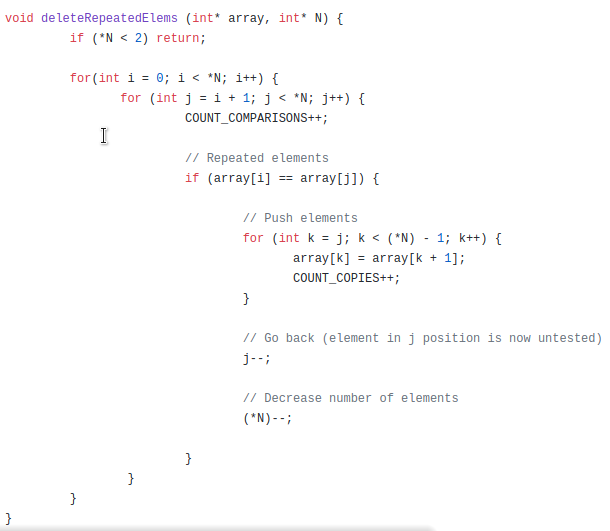 void deleteRepeatedElems (int* array, int* N) {
if (*N < 2) return;
for(int i = 0; i < *N; i++) {
for (int j = i + 1; j < *N; j++) {
COUNT_COMPARISONS++;
// Repeated elements
if (array[i] == array[j]) {
// Push elements
for (int k = j; k < (*N) - 1; k++) {
array[k] = array[k + 1];
COUNT_COPIES++;
}
// Go back (element in j position is now untested)
j--;
// Decrease number of elements
(*N)--;
}
}
}
}